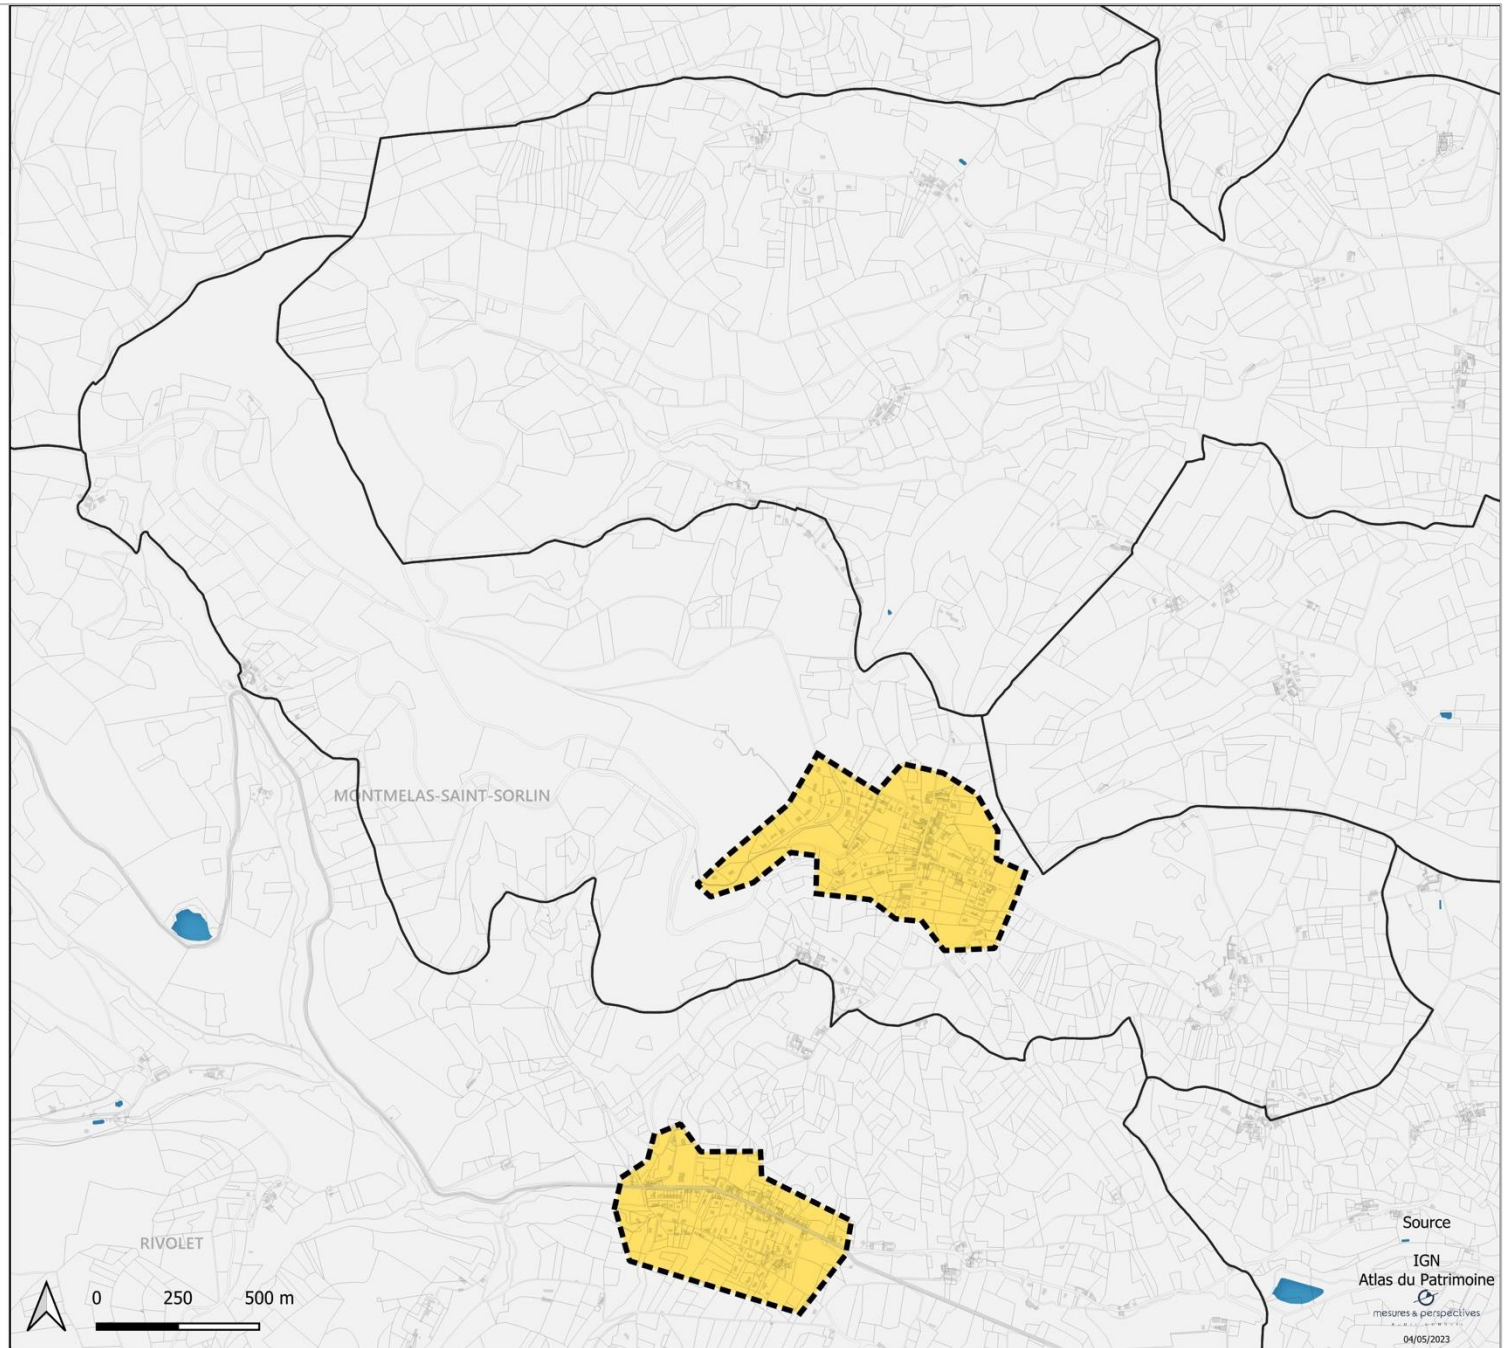 MONTMELAS-SAINT-SORLIN
RIVOLET
0 250 500 m
Source
IGN
Atlas du Patrimoine
mesures & perspectives
04/05/2023